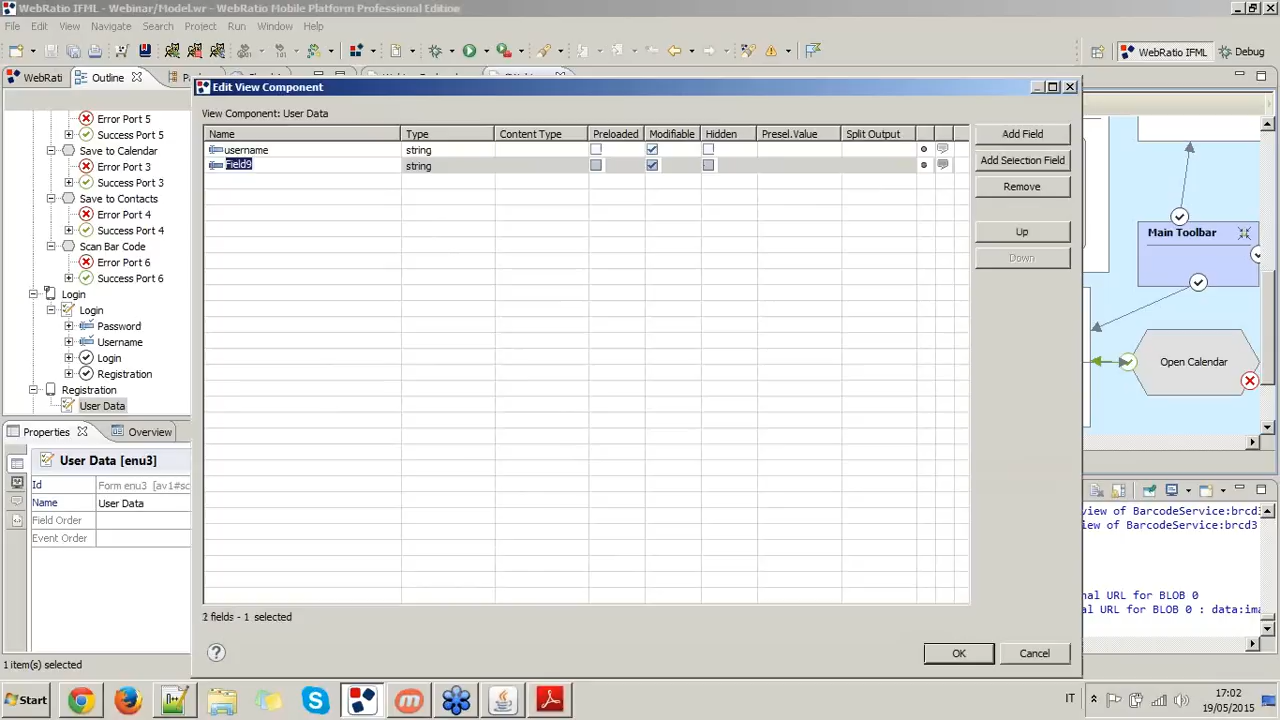 WebRatio IFML - Webinar/Model.wr - WebRatio Mobile Platform Professional Edition
File Edit View Navigate Search Project Run Window Help
WebRatio IFML Debug
WebRati Outline
Edit View Component
View Component: User Data
Name Type Content Type Preloaded Modifiable Hidden Presel.Value Split Output
username string
Field9 string
Add Field
Add Selection Field
Remove
Up
Down
Error Port 5
Success Port 5
Save to Calendar
Error Port 3
Success Port 3
Save to Contacts
Error Port 4
Success Port 4
Scan Bar Code
Error Port 6
Success Port 6
Login
Login
Password
Username
Login
Registration
Registration
User Data
Main Toolbar
Open Calendar
Properties Overview
User Data [enu3]
Id Form enu3 [av1#sc
Name User Data
Field Order
Event Order
view of BarcodeService:brcd3
view of BarcodeService:brcd3
nal URL for BLOB 0
nal URL for BLOB 0 : data:ima
2 fields - 1 selected
OK Cancel
1 item(s) selected
Start
IT
17:02
19/05/2015